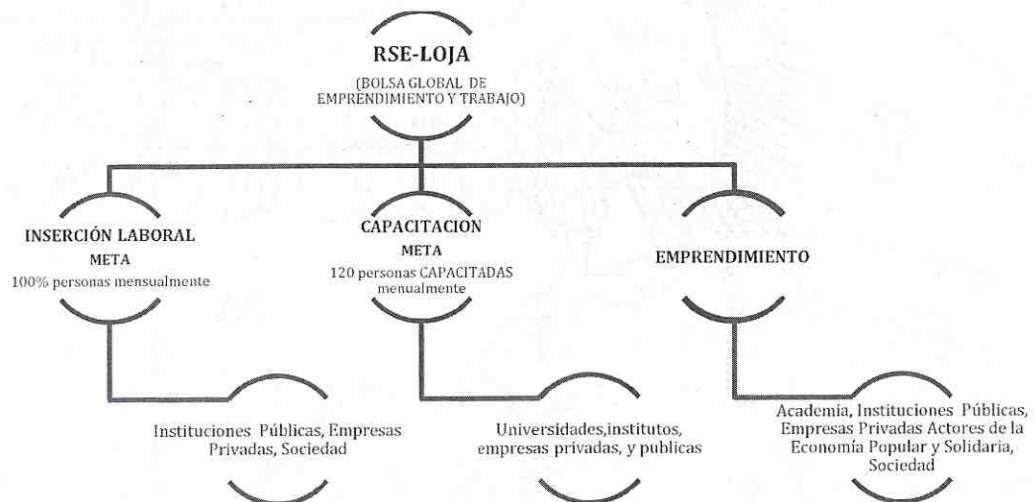 RSE-LOJA
(BOLSA GLOBAL DE
EMPRENDIMIENTO Y TRABAJO)
INSERCIÓN LABORAL
META
100% personas mensualmente
CAPACITACION
META
120 personas CAPACITADAS
menualmente
EMPRENDIMIENTO
Instituciones Públicas, Empresas
Privadas, Sociedad
Universidades,institutos,
empresas privadas, y publicas
Academia, Instituciones Públicas,
Empresas Privadas Actores de la
Economía Popular y Solidaria,
Sociedad